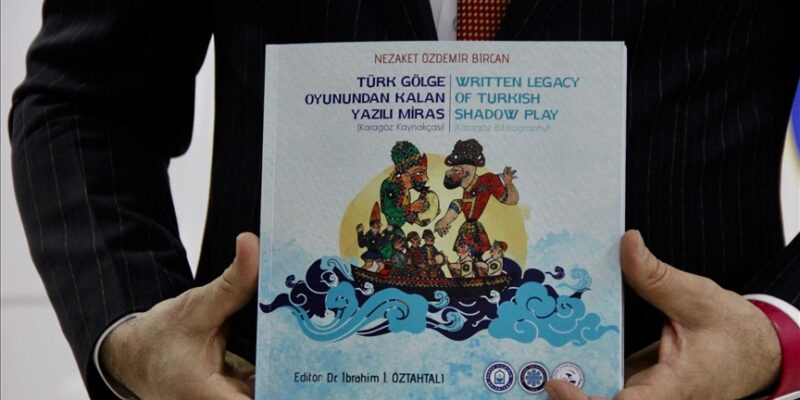 NEZAKET ÖZDEMİR BİRCAN
TÜRK GÖLGE
OYUNUNDAN KALAN
YAZILI MİRAS
(Karagöz Kaynakçası)
WRITTEN LEGACY
OF TURKISH
SHADOW PLAY
(Karagöz Bibliography)
Editör Dr. İbrahim İ. ÖZTAHTALI